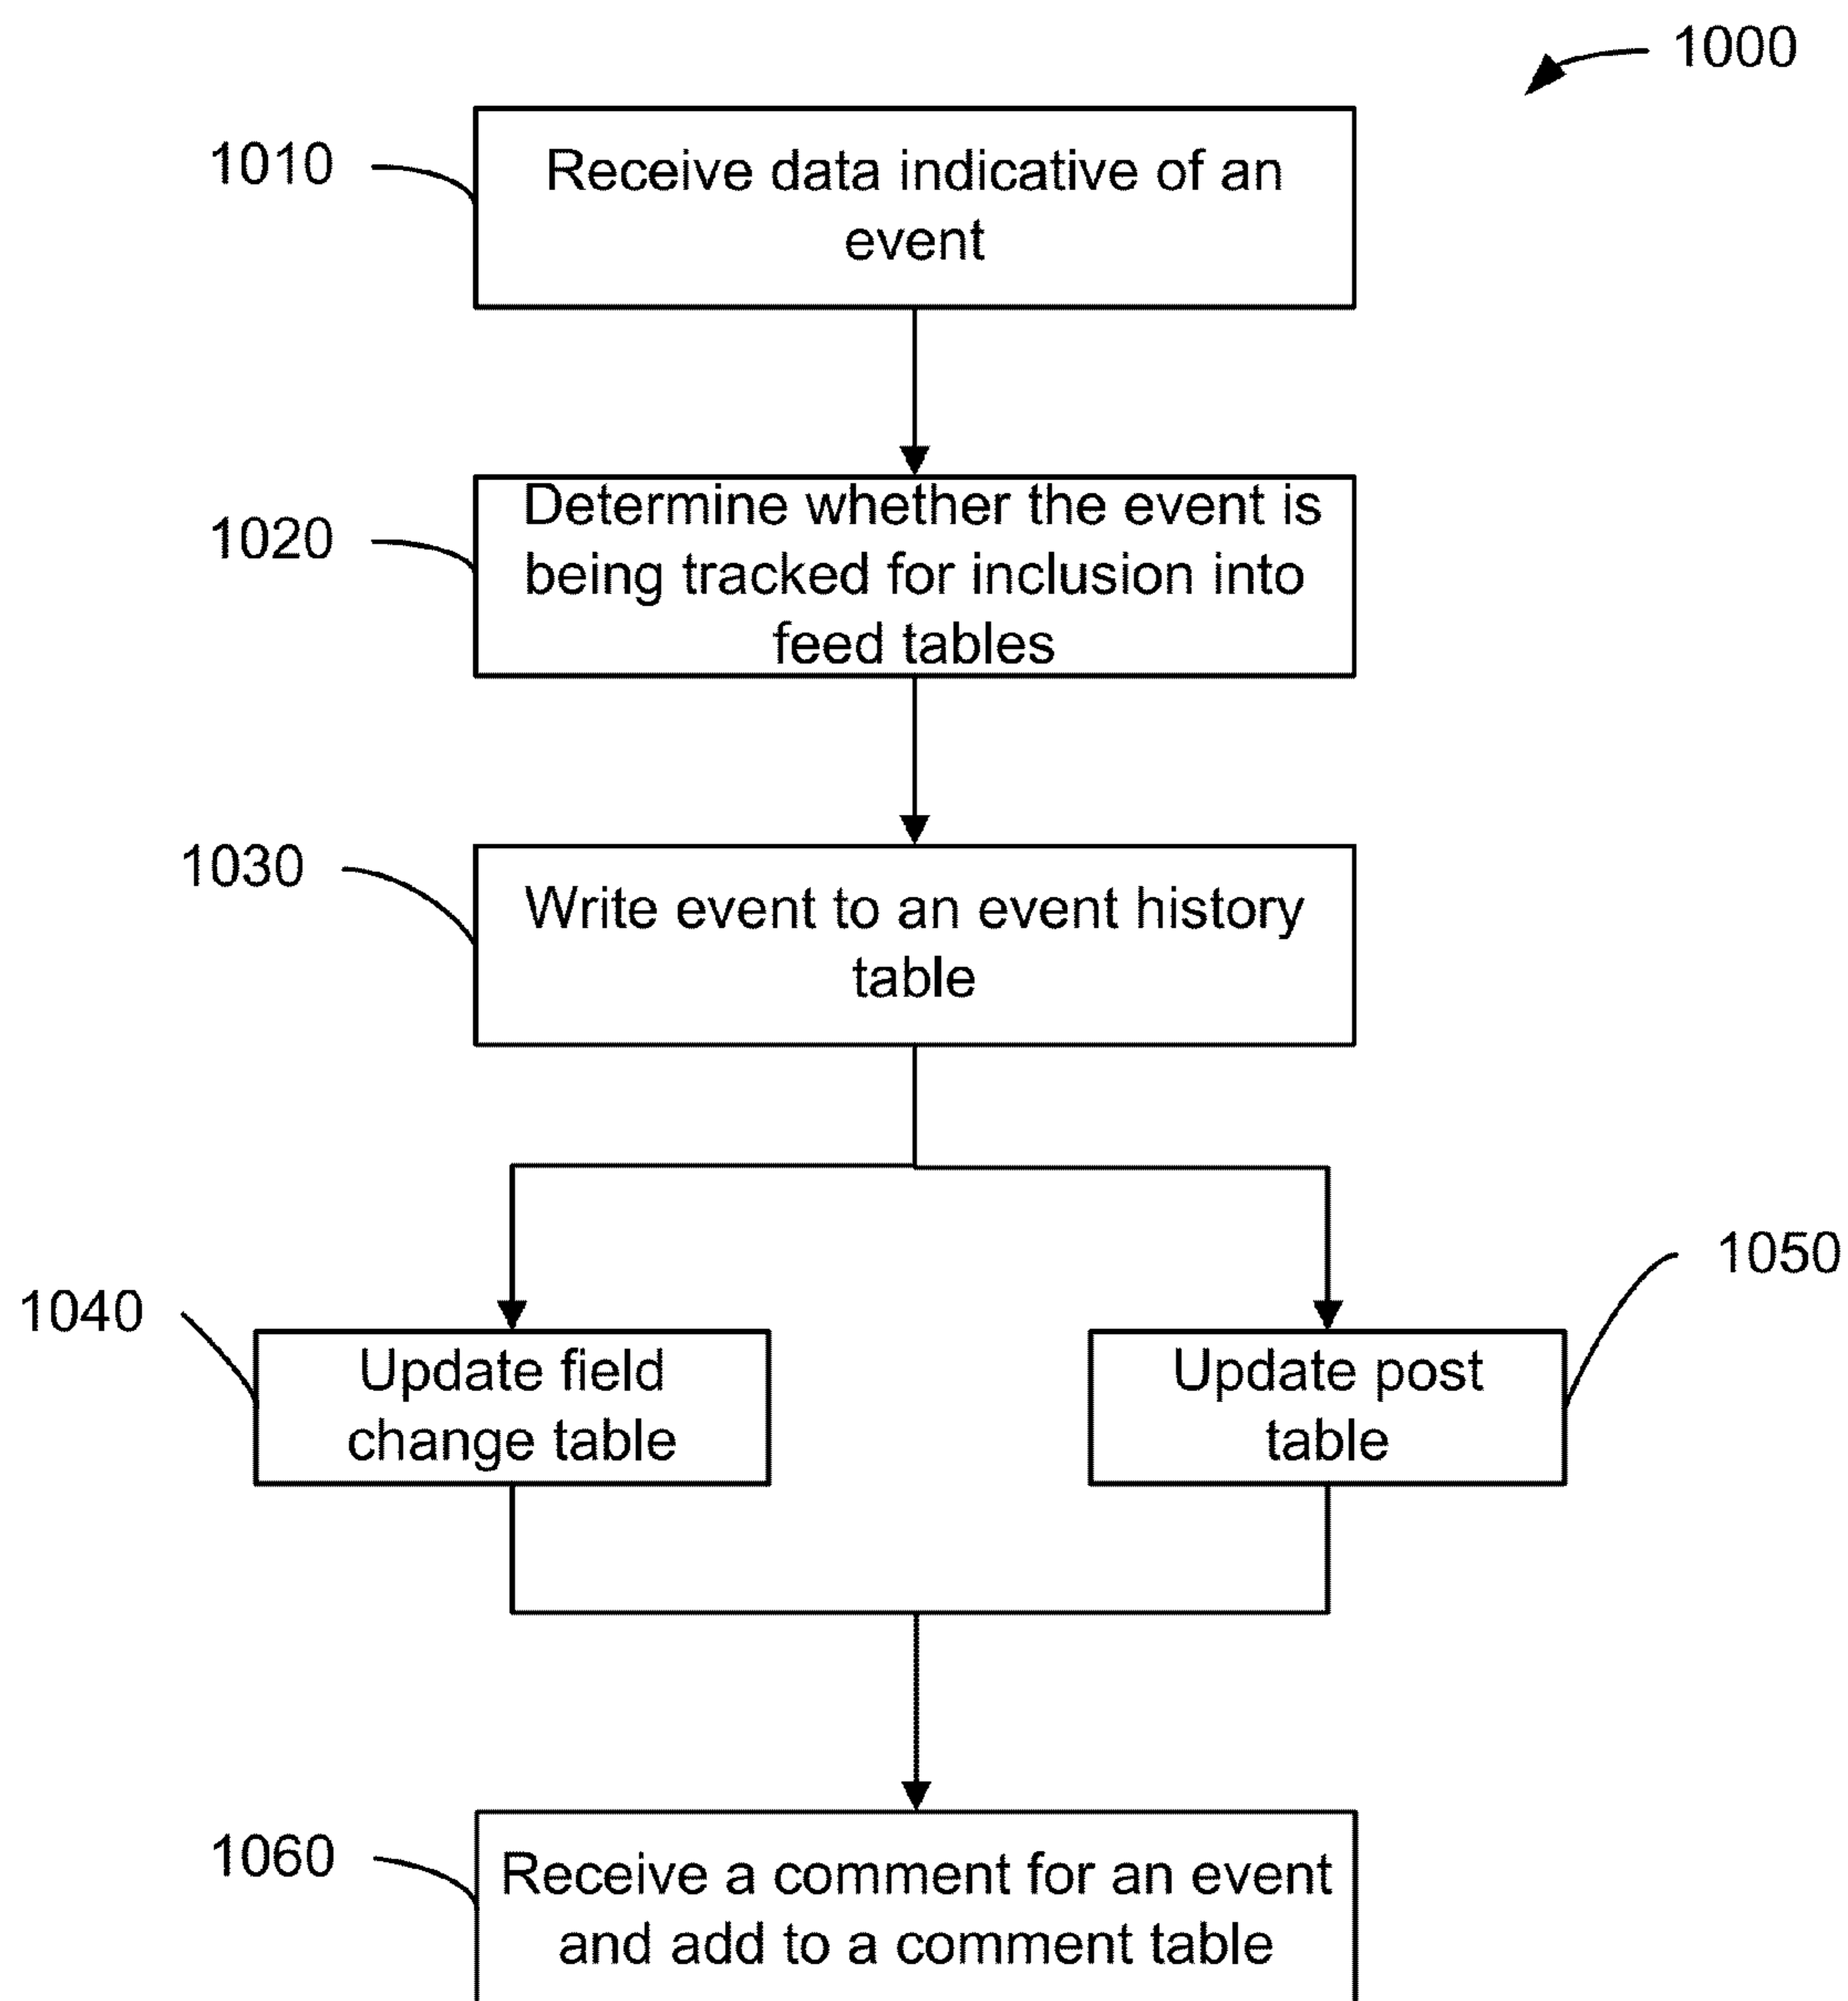 1000
1010
Receive data indicative of an
event
1020
Determine whether the event is
being tracked for inclusion into
feed tables
1030
Write event to an event history
table
1040
Update field
change table
1050
Update post
table
1060
Receive a comment for an event
and add to a comment table